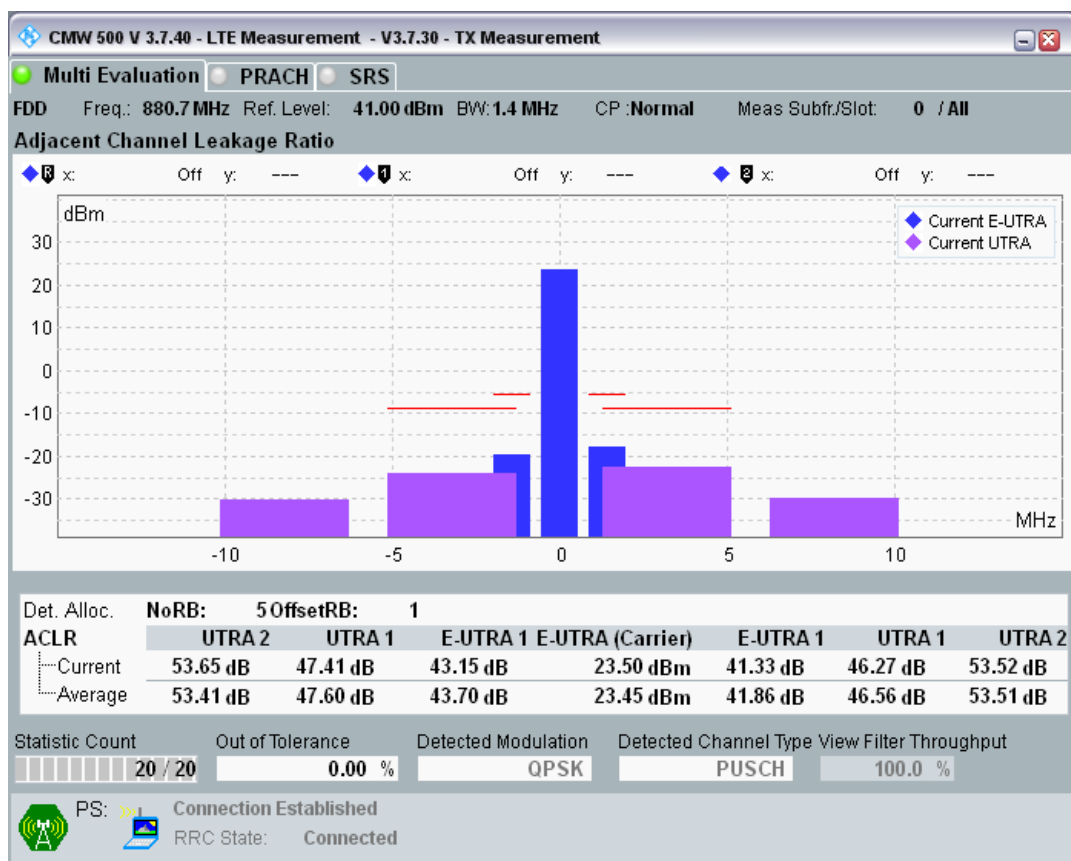 CMW 500 V 3.7.40 - LTE Measurement - V3.7.30 - TX Measurement
Multi Evaluation PRACH SRS
FDD Freq.: 880.7 MHz Ref. Level: 41.00 dBm BW: 1.4 MHz CP :Normal Meas Subfr./Slot: 0 / All
Adjacent Channel Leakage Ratio
R x: Off y: --- 1 x: Off y: --- 2 x: Off y: ---
dBm
Current E-UTRA
Current UTRA
30
20
10
0
-10
-20
-30
MHz
-10 -5 0 5 10
Det. Alloc. NoRB: 5 OffsetRB: 1
ACLR UTRA 2 UTRA 1 E-UTRA 1 E-UTRA (Carrier) E-UTRA 1 UTRA 1 UTRA 2
Current 53.65 dB 47.41 dB 43.15 dB 23.50 dBm 41.33 dB 46.27 dB 53.52 dB
Average 53.41 dB 47.60 dB 43.70 dB 23.45 dBm 41.86 dB 46.56 dB 53.51 dB
Statistic Count Out of Tolerance Detected Modulation Detected Channel Type View Filter Throughput
20 / 20 0.00 % QPSK PUSCH 100.0 %
PS: Connection Established
RRC State: Connected